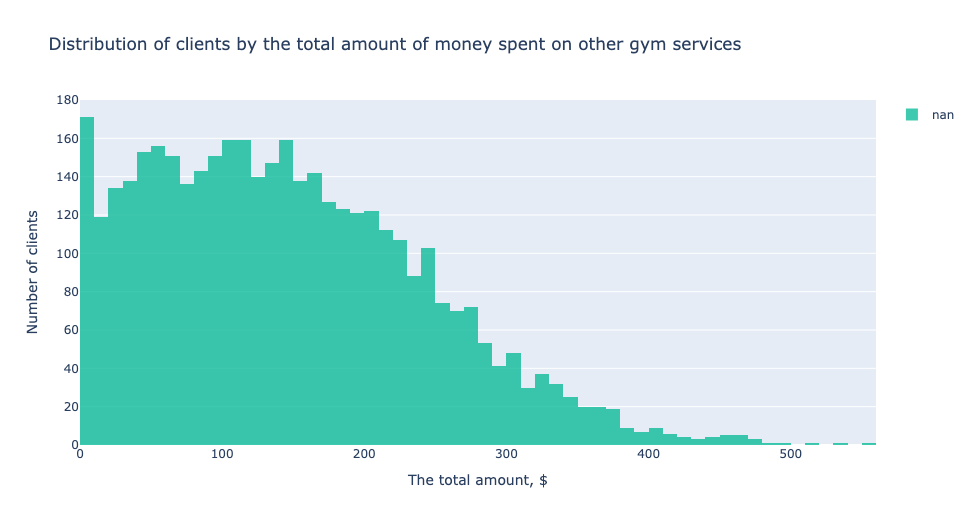 Distribution of clients by the total amount of money spent on other gym services
180
160
140
120
100
80
60
40
20
0
Number of clients
0 100 200 300 400 500
The total amount, $
nan